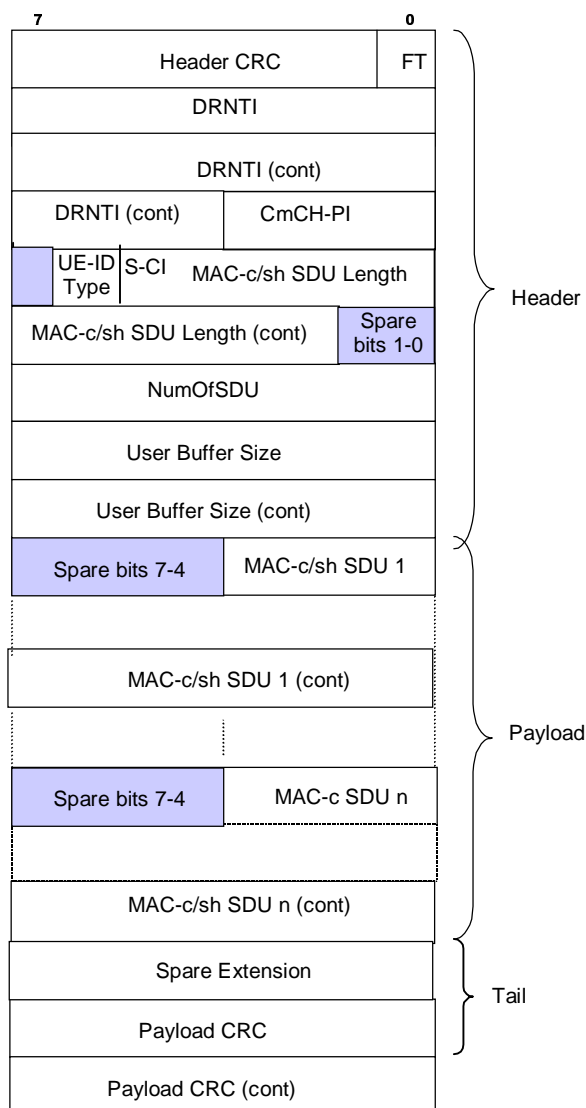 7 0
Header CRC FT
DRNTI
DRNTI (cont)
DRNTI (cont) CmCH-PI
UE-ID Type S-CI MAC-c/sh SDU Length
MAC-c/sh SDU Length (cont) Spare bits 1-0
Header
NumOfSDU
User Buffer Size
User Buffer Size (cont)
Spare bits 7-4 MAC-c/sh SDU 1
MAC-c/sh SDU 1 (cont)
Payload
Spare bits 7-4 MAC-c SDU n
MAC-c/sh SDU n (cont)
Spare Extension
Tail
Payload CRC
Payload CRC (cont)